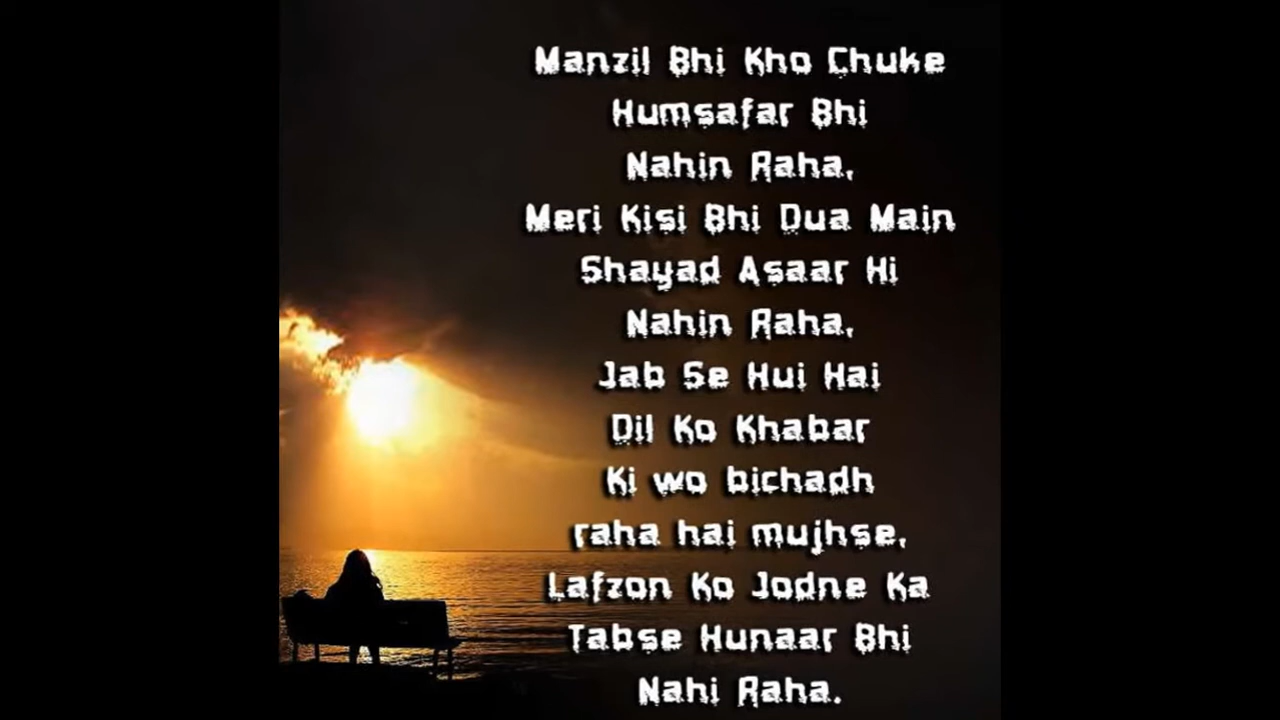 Manzil Bhi Kho Chuke
Humsafar Bhi
Nahin Raha,
Meri Kisi Bhi Dua Main
Shayad Asaar Hi
Nahin Raha,
Jab Se Hui Hai
Dil Ko Khabar
Ki wo bichadh
raha hai mujhse,
Lafzon Ko Jodne Ka
Tabse Hunaar Bhi
Nahi Raha.